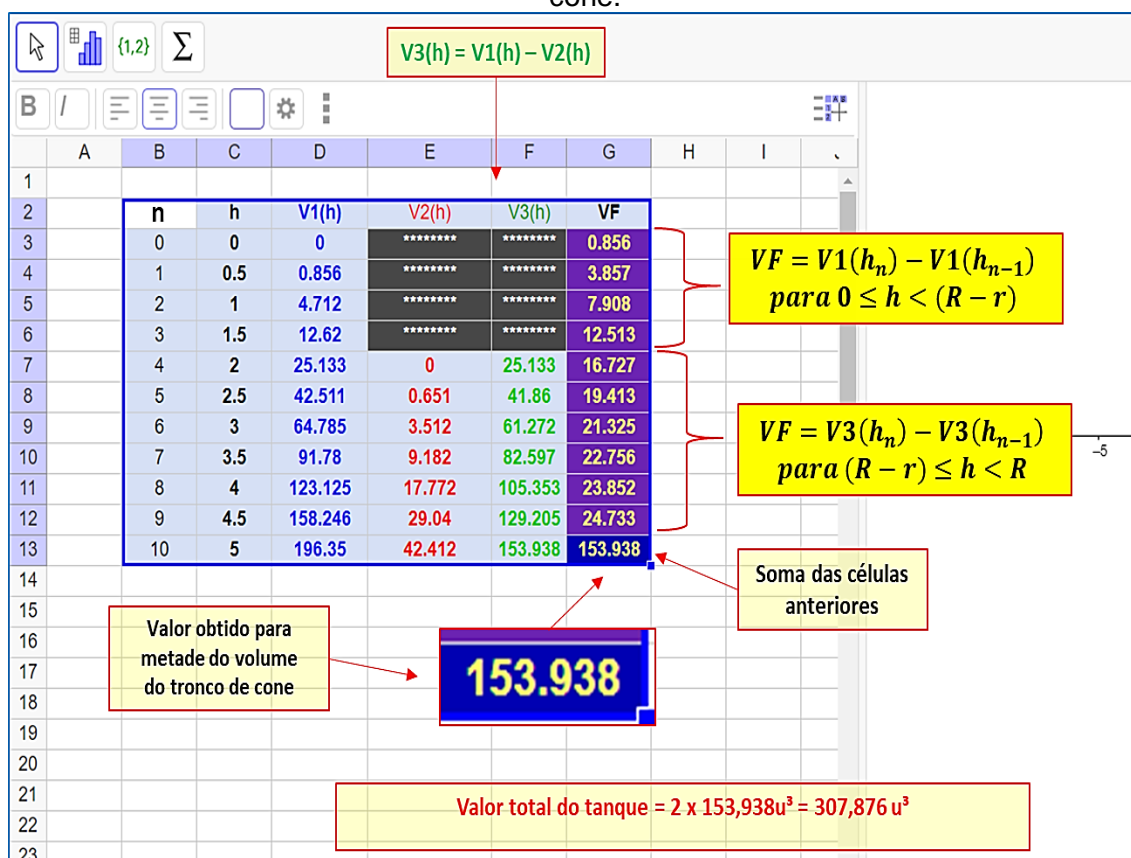 cone.
{1,2} Σ
V3(h) = V1(h) – V2(h)
B I
A B C D E F G H I
1
2 n h V1(h) V2(h) V3(h) VF
3 0 0 0 ******** ******** 0.856
4 1 0.5 0.856 ******** ******** 3.857
5 2 1 4.712 ******** ******** 7.908
6 3 1.5 12.62 ******** ******** 12.513
7 4 2 25.133 0 25.133 16.727
8 5 2.5 42.511 0.651 41.86 19.413
9 6 3 64.785 3.512 61.272 21.325
10 7 3.5 91.78 9.182 82.597 22.756
11 8 4 123.125 17.772 105.353 23.852
12 9 4.5 158.246 29.04 129.205 24.733
13 10 5 196.35 42.412 153.938 153.938
14
15
16
17
18
19
20
21
22
23
VF = V1(hₙ) − V1(hₙ₋₁)
para 0 ≤ h < (R − r)
VF = V3(hₙ) − V3(hₙ₋₁)
para (R − r) ≤ h < R
–5
Soma das células
anteriores
Valor obtido para
metade do volume
do tronco de cone
153.938
Valor total do tanque = 2 x 153,938u³ = 307,876 u³